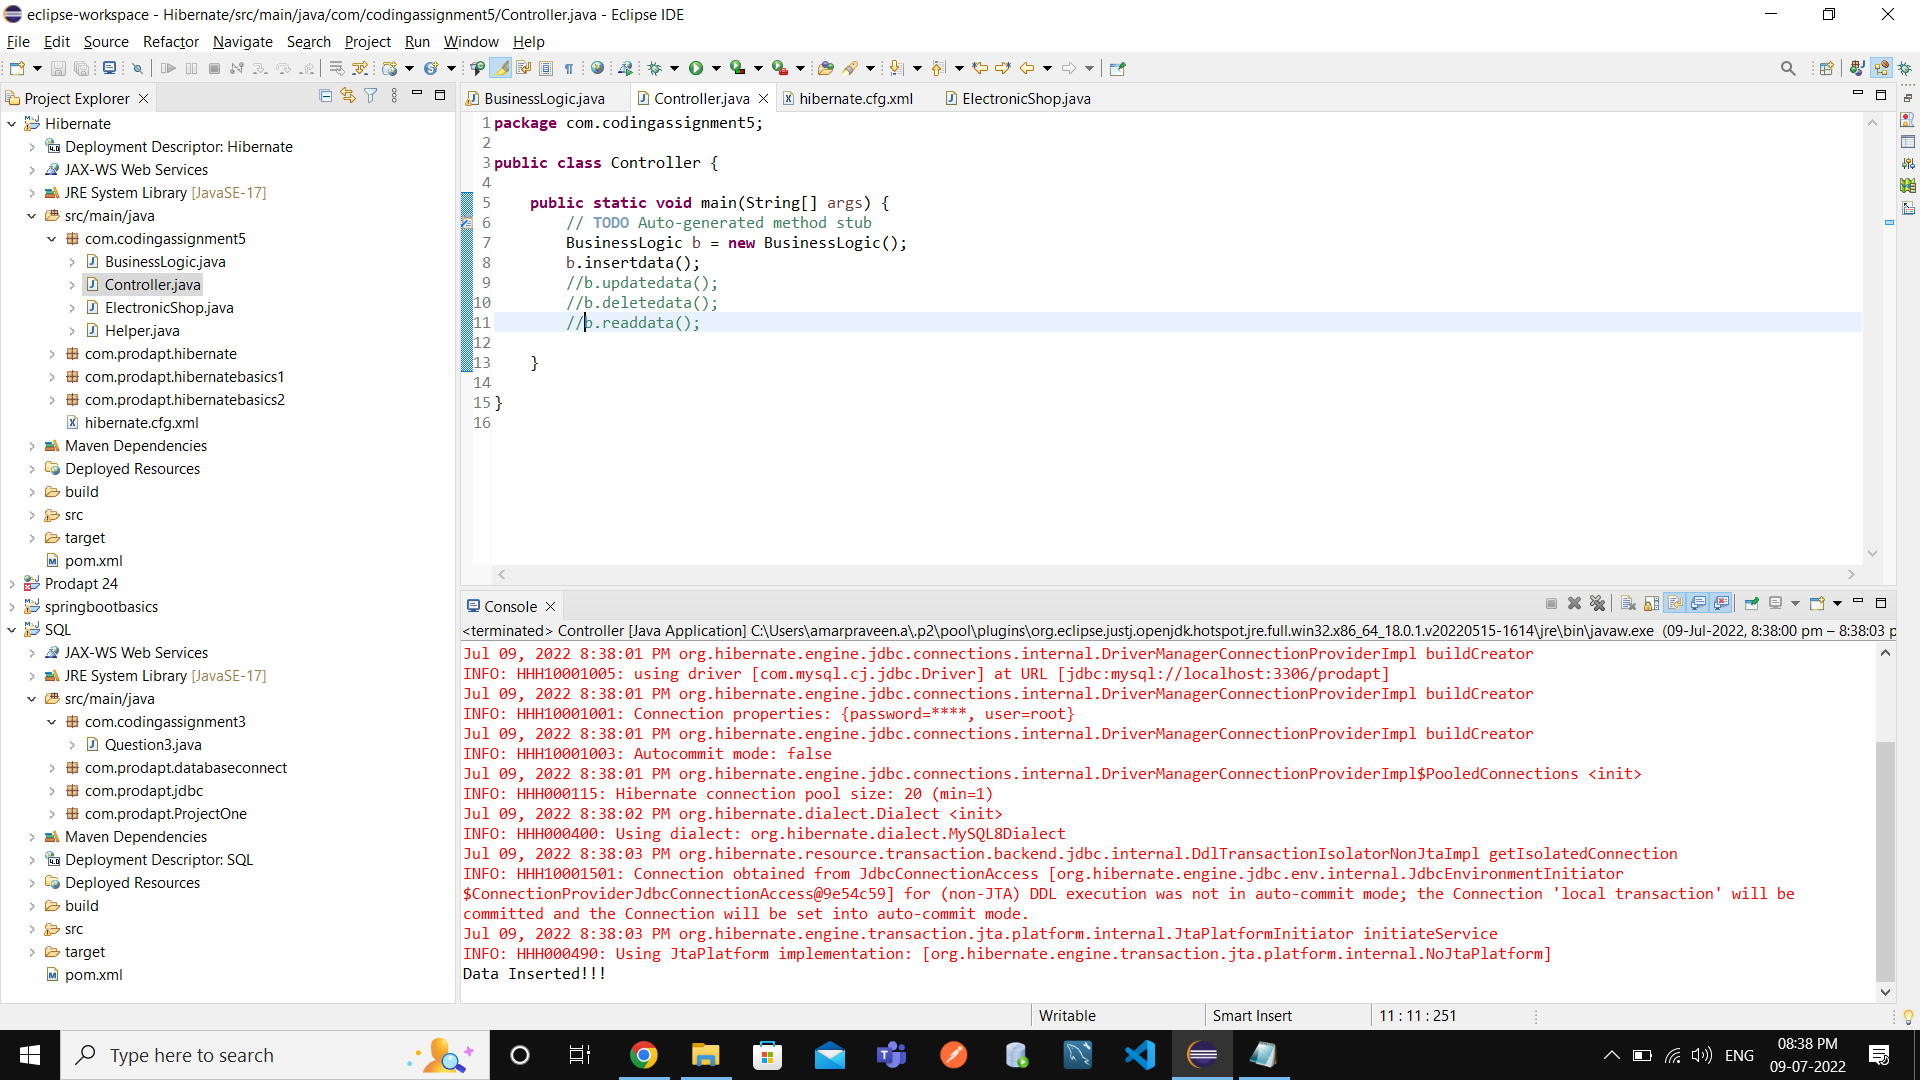 eclipse-workspace - Hibernate/src/main/java/com/codingassignment5/Controller.java - Eclipse IDE
File Edit Source Refactor Navigate Search Project Run Window Help
Project Explorer
Hibernate
Deployment Descriptor: Hibernate
JAX-WS Web Services
JRE System Library [JavaSE-17]
src/main/java
com.codingassignment5
BusinessLogic.java
Controller.java
ElectronicShop.java
Helper.java
com.prodapt.hibernate
com.prodapt.hibernatebasics1
com.prodapt.hibernatebasics2
hibernate.cfg.xml
Maven Dependencies
Deployed Resources
build
src
target
pom.xml
Prodapt 24
springbootbasics
SQL
JAX-WS Web Services
JRE System Library [JavaSE-17]
src/main/java
com.codingassignment3
Question3.java
com.prodapt.databaseconnect
com.prodapt.jdbc
com.prodapt.ProjectOne
Maven Dependencies
Deployment Descriptor: SQL
Deployed Resources
build
src
target
pom.xml
BusinessLogic.java Controller.java hibernate.cfg.xml ElectronicShop.java
1 package com.codingassignment5;
2
3 public class Controller {
4
5 public static void main(String[] args) {
6 // TODO Auto-generated method stub
7 BusinessLogic b = new BusinessLogic();
8 b.insertdata();
9 //b.updatedata();
10 //b.deletedata();
11 //b.readdata();
12
13 }
14
15 }
16
Console
<terminated> Controller [Java Application] C:\Users\amarpraveen.a\.p2\pool\plugins\org.eclipse.justj.openjdk.hotspot.jre.full.win32.x86_64_18.0.1.v20220515-1614\jre\bin\javaw.exe (09-Jul-2022, 8:38:00 pm – 8:38:03 p
Jul 09, 2022 8:38:01 PM org.hibernate.engine.jdbc.connections.internal.DriverManagerConnectionProviderImpl buildCreator
INFO: HHH10001005: using driver [com.mysql.cj.jdbc.Driver] at URL [jdbc:mysql://localhost:3306/prodapt]
Jul 09, 2022 8:38:01 PM org.hibernate.engine.jdbc.connections.internal.DriverManagerConnectionProviderImpl buildCreator
INFO: HHH10001001: Connection properties: {password=****, user=root}
Jul 09, 2022 8:38:01 PM org.hibernate.engine.jdbc.connections.internal.DriverManagerConnectionProviderImpl buildCreator
INFO: HHH10001003: Autocommit mode: false
Jul 09, 2022 8:38:01 PM org.hibernate.engine.jdbc.connections.internal.DriverManagerConnectionProviderImpl$PooledConnections <init>
INFO: HHH000115: Hibernate connection pool size: 20 (min=1)
Jul 09, 2022 8:38:02 PM org.hibernate.dialect.Dialect <init>
INFO: HHH000400: Using dialect: org.hibernate.dialect.MySQL8Dialect
Jul 09, 2022 8:38:03 PM org.hibernate.resource.transaction.backend.jdbc.internal.DdlTransactionIsolatorNonJtaImpl getIsolatedConnection
INFO: HHH10001501: Connection obtained from JdbcConnectionAccess [org.hibernate.engine.jdbc.env.internal.JdbcEnvironmentInitiator
$ConnectionProviderJdbcConnectionAccess@9e54c59] for (non-JTA) DDL execution was not in auto-commit mode; the Connection 'local transaction' will be
committed and the Connection will be set into auto-commit mode.
Jul 09, 2022 8:38:03 PM org.hibernate.engine.transaction.jta.platform.internal.JtaPlatformInitiator initiateService
INFO: HHH000490: Using JtaPlatform implementation: [org.hibernate.engine.transaction.jta.platform.internal.NoJtaPlatform]
Data Inserted!!!
Writable Smart Insert 11 : 11 : 251
Type here to search
ENG
08:38 PM
09-07-2022